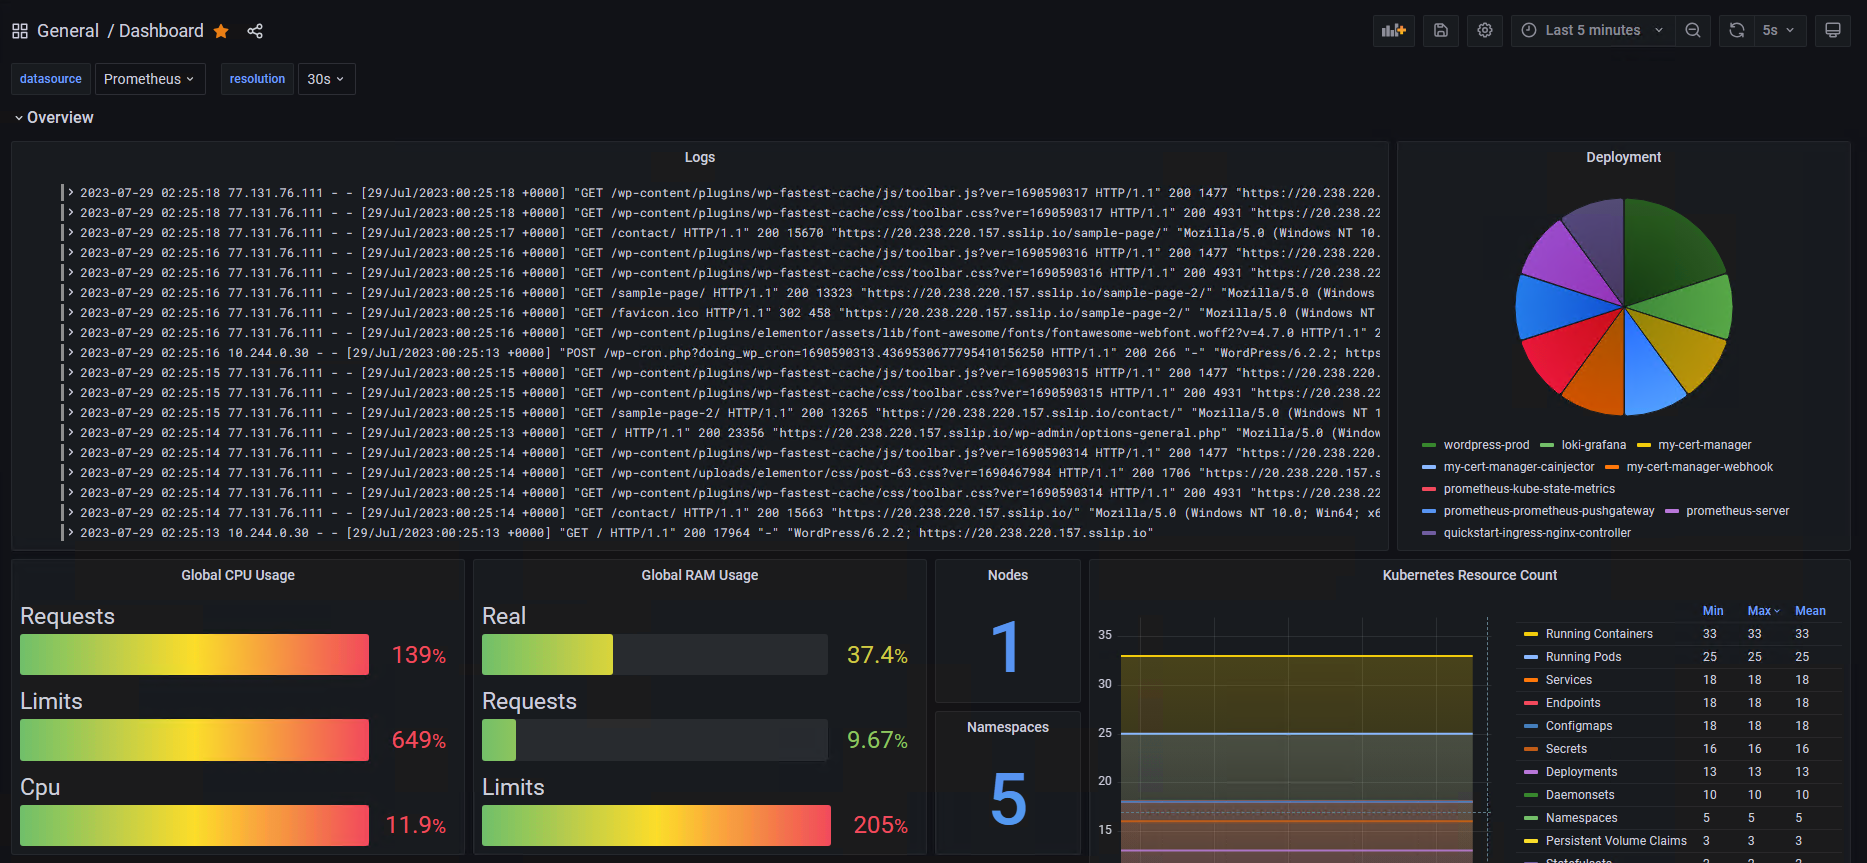 General / Dashboard
Last 5 minutes
5s
datasource Prometheus resolution 30s
Overview
Logs
2023-07-29 02:25:18 77.131.76.111 - - [29/Jul/2023:00:25:18 +0000] "GET /wp-content/plugins/wp-fastest-cache/js/toolbar.js?ver=1690590317 HTTP/1.1" 200 1477 "https://20.238.220.
2023-07-29 02:25:18 77.131.76.111 - - [29/Jul/2023:00:25:18 +0000] "GET /wp-content/plugins/wp-fastest-cache/css/toolbar.css?ver=1690590317 HTTP/1.1" 200 4931 "https://20.238.22
2023-07-29 02:25:18 77.131.76.111 - - [29/Jul/2023:00:25:17 +0000] "GET /contact/ HTTP/1.1" 200 15670 "https://20.238.220.157.sslip.io/sample-page/" "Mozilla/5.0 (Windows NT 10.
2023-07-29 02:25:16 77.131.76.111 - - [29/Jul/2023:00:25:16 +0000] "GET /wp-content/plugins/wp-fastest-cache/js/toolbar.js?ver=1690590316 HTTP/1.1" 200 1477 "https://20.238.220.
2023-07-29 02:25:16 77.131.76.111 - - [29/Jul/2023:00:25:16 +0000] "GET /wp-content/plugins/wp-fastest-cache/css/toolbar.css?ver=1690590316 HTTP/1.1" 200 4931 "https://20.238.22
2023-07-29 02:25:16 77.131.76.111 - - [29/Jul/2023:00:25:16 +0000] "GET /sample-page/ HTTP/1.1" 200 13323 "https://20.238.220.157.sslip.io/sample-page-2/" "Mozilla/5.0 (Windows
2023-07-29 02:25:16 77.131.76.111 - - [29/Jul/2023:00:25:16 +0000] "GET /favicon.ico HTTP/1.1" 302 458 "https://20.238.220.157.sslip.io/sample-page-2/" "Mozilla/5.0 (Windows NT
2023-07-29 02:25:16 77.131.76.111 - - [29/Jul/2023:00:25:16 +0000] "GET /wp-content/plugins/elementor/assets/lib/font-awesome/fonts/fontawesome-webfont.woff2?v=4.7.0 HTTP/1.1" 2
2023-07-29 02:25:16 10.244.0.30 - - [29/Jul/2023:00:25:13 +0000] "POST /wp-cron.php?doing_wp_cron=1690590313.4369530677795410156250 HTTP/1.1" 200 266 "-" "WordPress/6.2.2; https
2023-07-29 02:25:15 77.131.76.111 - - [29/Jul/2023:00:25:15 +0000] "GET /wp-content/plugins/wp-fastest-cache/js/toolbar.js?ver=1690590315 HTTP/1.1" 200 1477 "https://20.238.220.
2023-07-29 02:25:15 77.131.76.111 - - [29/Jul/2023:00:25:15 +0000] "GET /wp-content/plugins/wp-fastest-cache/css/toolbar.css?ver=1690590315 HTTP/1.1" 200 4931 "https://20.238.22
2023-07-29 02:25:15 77.131.76.111 - - [29/Jul/2023:00:25:15 +0000] "GET /sample-page-2/ HTTP/1.1" 200 13265 "https://20.238.220.157.sslip.io/contact/" "Mozilla/5.0 (Windows NT 1
2023-07-29 02:25:14 77.131.76.111 - - [29/Jul/2023:00:25:13 +0000] "GET / HTTP/1.1" 200 23356 "https://20.238.220.157.sslip.io/wp-admin/options-general.php" "Mozilla/5.0 (Window
2023-07-29 02:25:14 77.131.76.111 - - [29/Jul/2023:00:25:14 +0000] "GET /wp-content/plugins/wp-fastest-cache/js/toolbar.js?ver=1690590314 HTTP/1.1" 200 1477 "https://20.238.220.
2023-07-29 02:25:14 77.131.76.111 - - [29/Jul/2023:00:25:14 +0000] "GET /wp-content/uploads/elementor/css/post-63.css?ver=1690467984 HTTP/1.1" 200 1706 "https://20.238.220.157.s
2023-07-29 02:25:14 77.131.76.111 - - [29/Jul/2023:00:25:14 +0000] "GET /wp-content/plugins/wp-fastest-cache/css/toolbar.css?ver=1690590314 HTTP/1.1" 200 4931 "https://20.238.22
2023-07-29 02:25:14 77.131.76.111 - - [29/Jul/2023:00:25:14 +0000] "GET /contact/ HTTP/1.1" 200 15663 "https://20.238.220.157.sslip.io/" "Mozilla/5.0 (Windows NT 10.0; Win64; x6
2023-07-29 02:25:13 10.244.0.30 - - [29/Jul/2023:00:25:13 +0000] "GET / HTTP/1.1" 200 17964 "-" "WordPress/6.2.2; https://20.238.220.157.sslip.io"
Deployment
wordpress-prod loki-grafana my-cert-manager
my-cert-manager-cainjector my-cert-manager-webhook
prometheus-kube-state-metrics
prometheus-prometheus-pushgateway prometheus-server
quickstart-ingress-nginx-controller
Global CPU Usage
Requests
139%
Limits
649%
Cpu
11.9%
Global RAM Usage
Real
37.4%
Requests
9.67%
Limits
205%
Nodes
1
Namespaces
5
Kubernetes Resource Count
35
30
25
20
15
Min Max Mean
Running Containers 33 33 33
Running Pods 25 25 25
Services 18 18 18
Endpoints 18 18 18
Configmaps 18 18 18
Secrets 16 16 16
Deployments 13 13 13
Daemonsets 10 10 10
Namespaces 5 5 5
Persistent Volume Claims 3 3 3